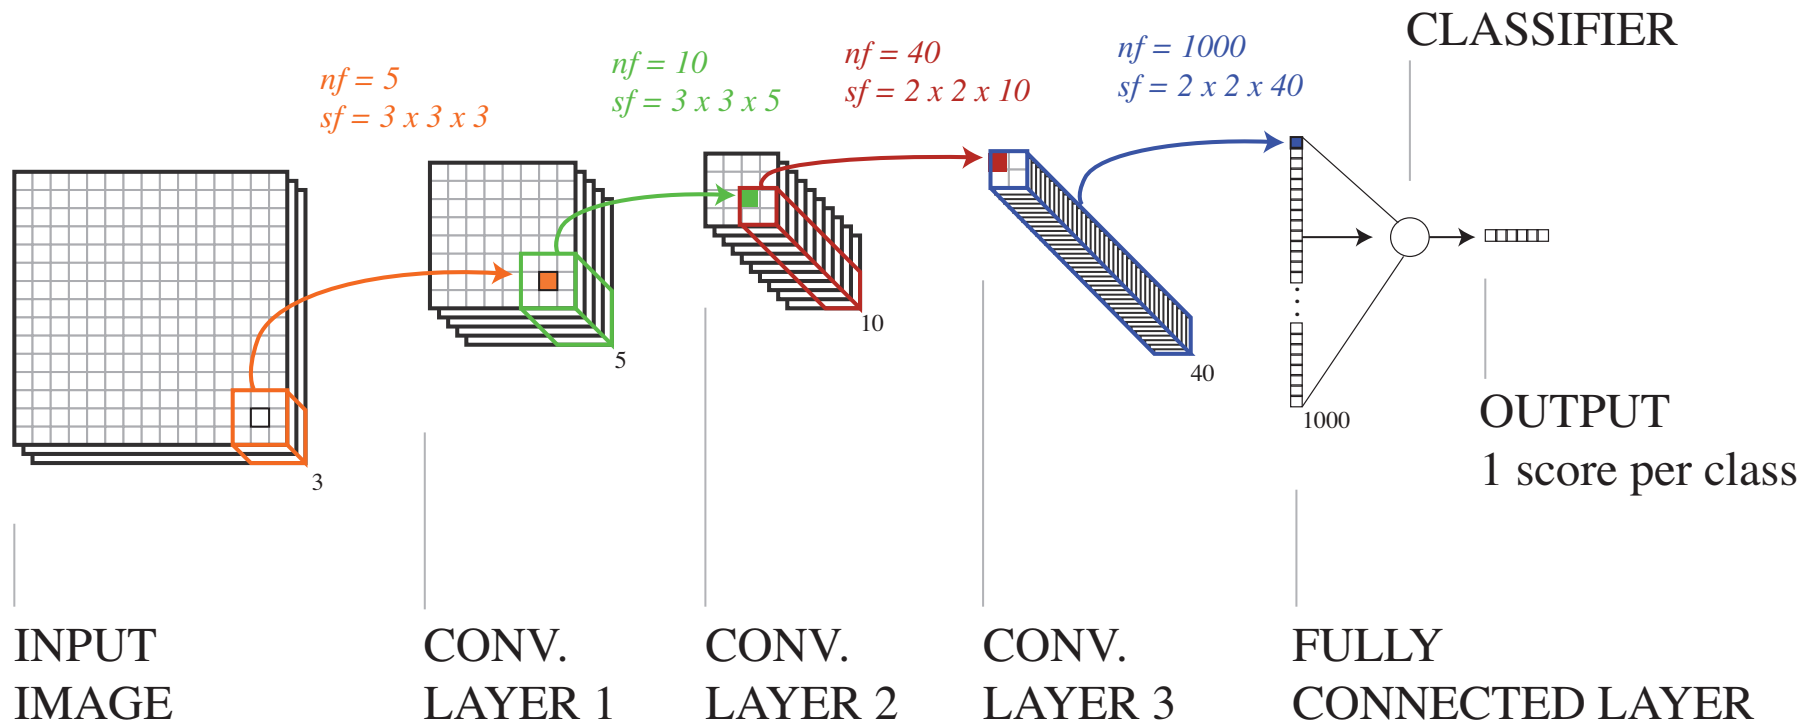 CLASSIFIER
nf = 5
sf = 3 x 3 x 3
nf = 10
sf = 3 x 3 x 5
nf = 40
sf = 2 x 2 x 10
nf = 1000
sf = 2 x 2 x 40
3
5
10
40
1000
OUTPUT
1 score per class
INPUT
IMAGE
CONV.
LAYER 1
CONV.
LAYER 2
CONV.
LAYER 3
FULLY
CONNECTED LAYER